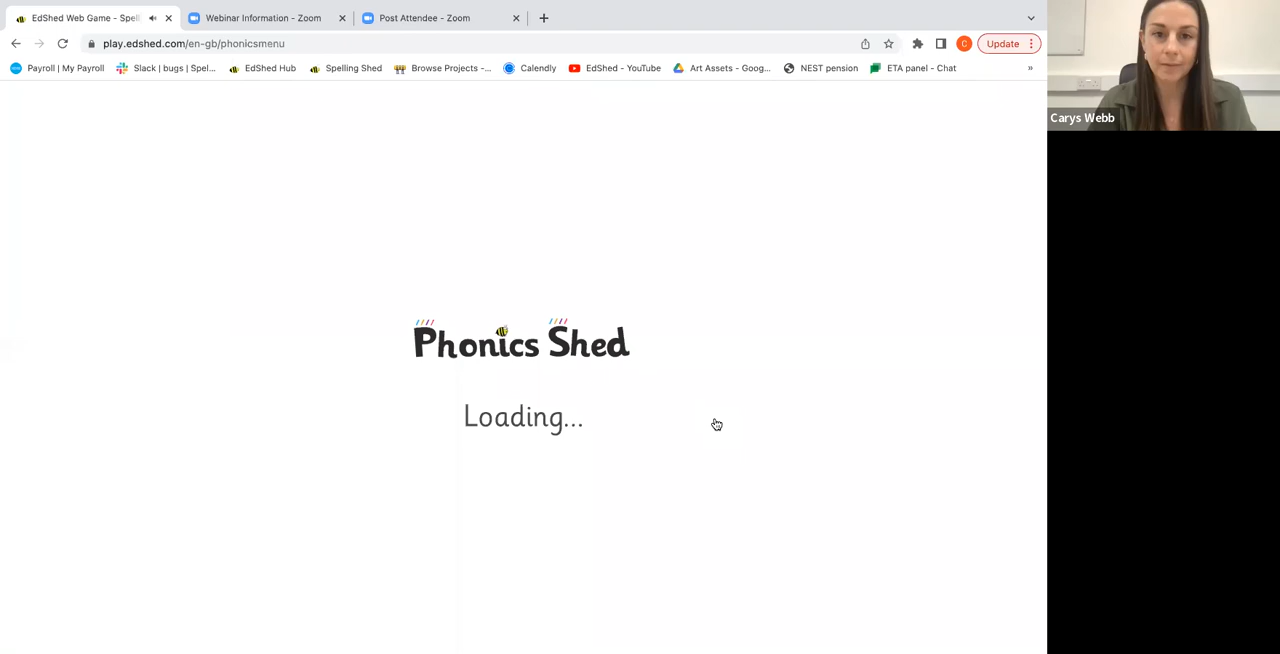 EdShed Web Game - Spell
Webinar Information - Zoom
Post Attendee - Zoom
play.edshed.com/en-gb/phonicsmenu
C
Update
Payroll | My Payroll
Slack | bugs | Spel...
EdShed Hub
Spelling Shed
Browse Projects -...
Calendly
EdShed - YouTube
Art Assets - Goog...
NEST pension
ETA panel - Chat
»
Carys Webb
Phonics Shed
Loading...